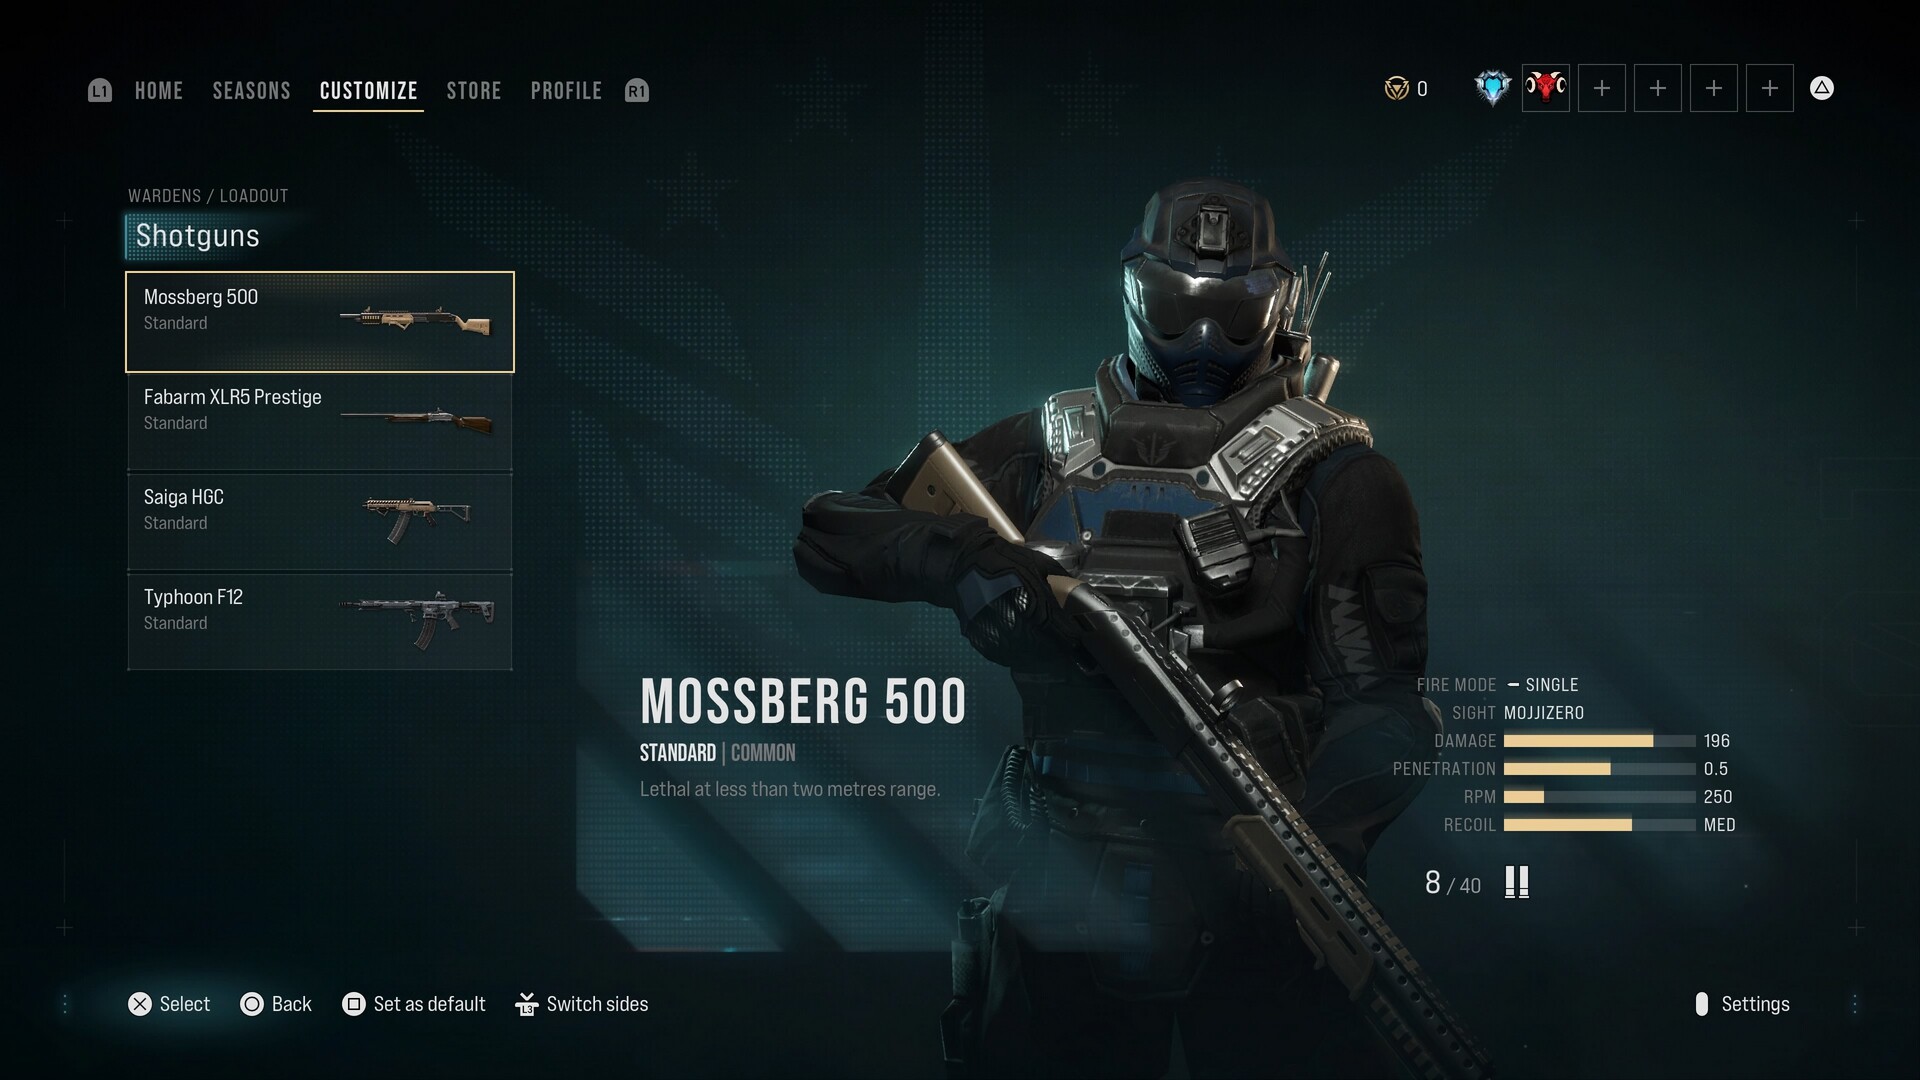 L1 HOME SEASONS CUSTOMIZE STORE PROFILE R1
0
WARDENS / LOADOUT
Shotguns
Mossberg 500
Standard
Fabarm XLR5 Prestige
Standard
Saiga HGC
Standard
Typhoon F12
Standard
MOSSBERG 500
STANDARD | COMMON
Lethal at less than two metres range.
FIRE MODE SINGLE
SIGHT MOJJIZERO
DAMAGE 196
PENETRATION 0.5
RPM 250
RECOIL MED
8 / 40
Select Back Set as default L3 Switch sides
Settings